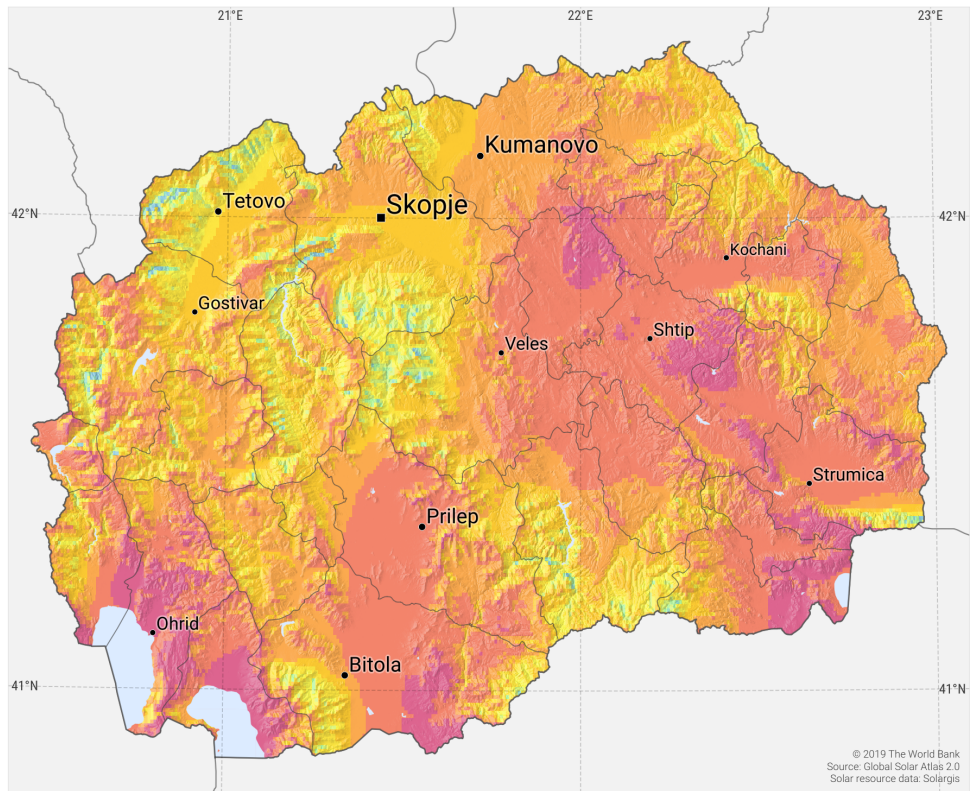 21°E 22°E 23°E
Kumanovo
Tetovo
Skopje
42°N 42°N
Kochani
Gostivar
Shtip
Veles
Strumica
Prilep
Ohrid
Bitola
41°N 41°N
© 2019 The World Bank
Source: Global Solar Atlas 2.0
Solar resource data: Solargis